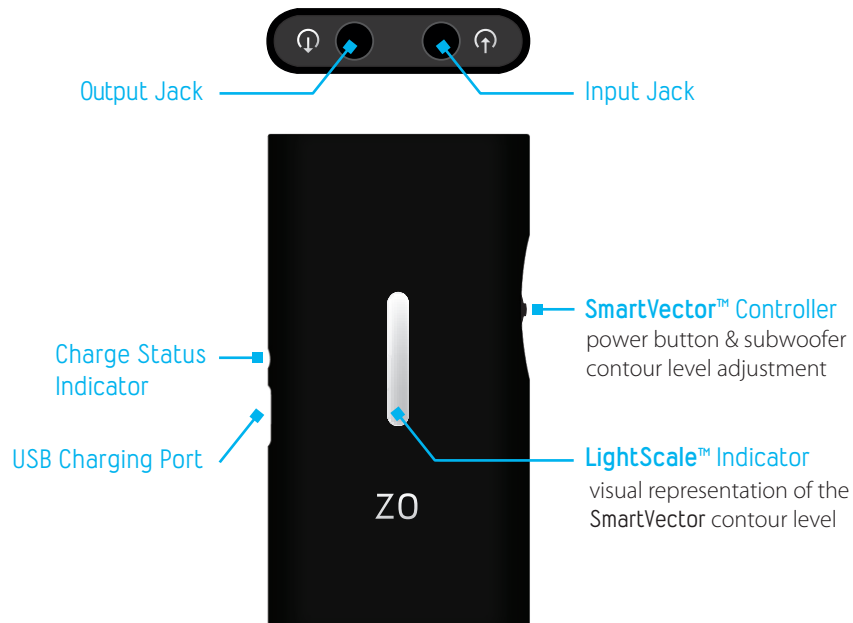 Output Jack
Input Jack
SmartVector™ Controller
power button & subwoofer
contour level adjustment
Charge Status
Indicator
USB Charging Port
LightScale™ Indicator
visual representation of the
SmartVector contour level
ZO